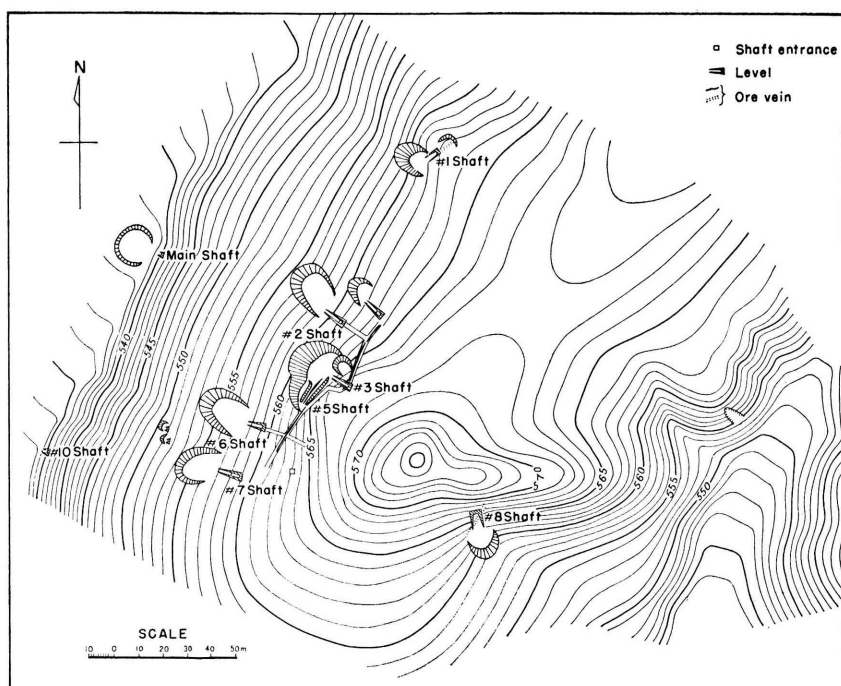 N
Shaft entrance
Level
Ore vein
#1 Shaft
Main Shaft
540
545
550
555
#2 Shaft
560
#3 Shaft
#5 Shaft
565
#6 Shaft
#10 Shaft
#7 Shaft
570
570
565
560
555
550
#8 Shaft
SCALE
10 0 10 20 30 40 50m